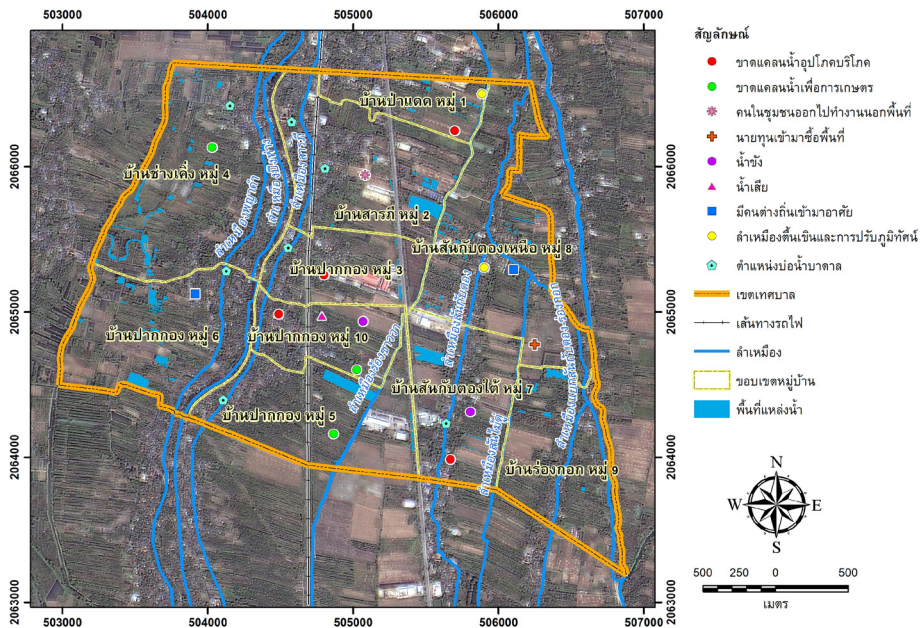 503000 504000 505000 506000 507000
สัญลักษณ์
ขาดแคลนน้ำอุปโภคบริโภค
ขาดแคลนน้ำเพื่อการเกษตร
คนในชุมชนออกไปทำงานนอกพื้นที่
นายทุนเข้ามาซื้อพื้นที่
น้ำขัง
น้ำเสีย
มีคนต่างถิ่นเข้ามาอาศัย
ลำเหมืองตื้นเขินและการปรับภูมิทัศน์
ตำแหน่งบ่อน้ำบาดาล
เขตเทศบาล
เส้นทางรถไฟ
ลำเหมือง
ขอบเขตหมู่บ้าน
พื้นที่แหล่งน้ำ
N
W E
S
500 250 0 500
เมตร
2066000 2066000
2065000 2065000
2064000 2064000
2063000 2063000
บ้านป่าแดด หมู่ 1
บ้านช่างเคิ่ง หมู่ 4
บ้านสารภี หมู่ 2
บ้านสันกับตองเหนือ หมู่ 8
บ้านปากกอง หมู่ 3
บ้านปากกอง หมู่ 6
บ้านปากกอง หมู่ 10
บ้านสันกับตองใต้ หมู่ 7
บ้านปากกอง หมู่ 5
บ้านร่องกอก หมู่ 9
503000 504000 505000 506000 507000